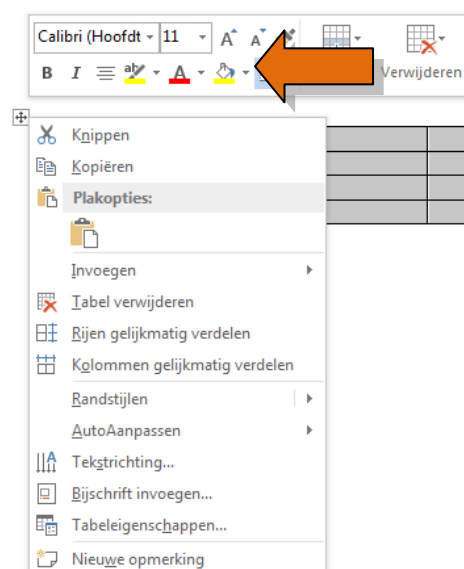 Calibri (Hoofdt 11 A A
B I ab A Verwijderen
Knippen
Kopiëren
Plakopties:
Invoegen
Tabel verwijderen
Rijen gelijkmatig verdelen
Kolommen gelijkmatig verdelen
Randstijlen
AutoAanpassen
Tekstrichting...
Bijschrift invoegen...
Tabeleigenschappen...
Nieuwe opmerking